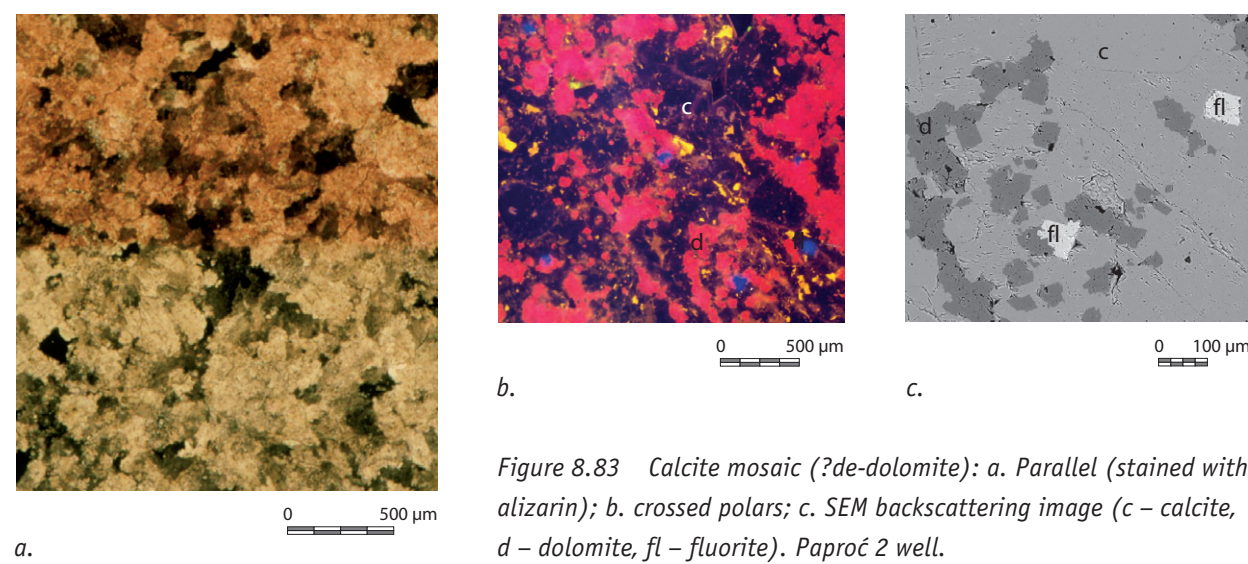 c
d
c
fl
d
fl
0 500 µm
0 100 µm
b.
c.
Figure 8.83 Calcite mosaic (?de-dolomite): a. Parallel (stained with
alizarin); b. crossed polars; c. SEM backscattering image (c – calcite,
d – dolomite, fl – fluorite). Paproć 2 well.
0 500 µm
a.